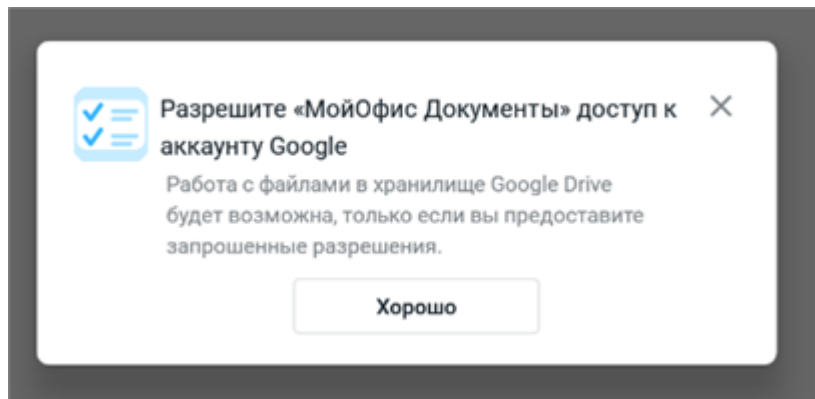 Разрешите «МойОфис Документы» доступ к
аккаунту Google
Работа с файлами в хранилище Google Drive
будет возможна, только если вы предоставите
запрошенные разрешения.
Хорошо